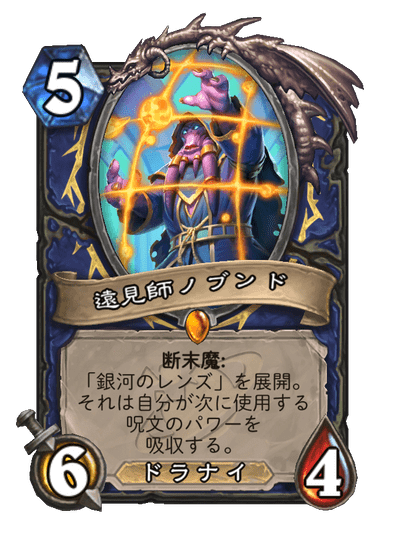 5
遠見師ノブンド
断末魔:
「銀河のレンズ」を展開。
それは自分が次に使用する
呪文のパワーを
吸収する。
6
ドラナイ
4